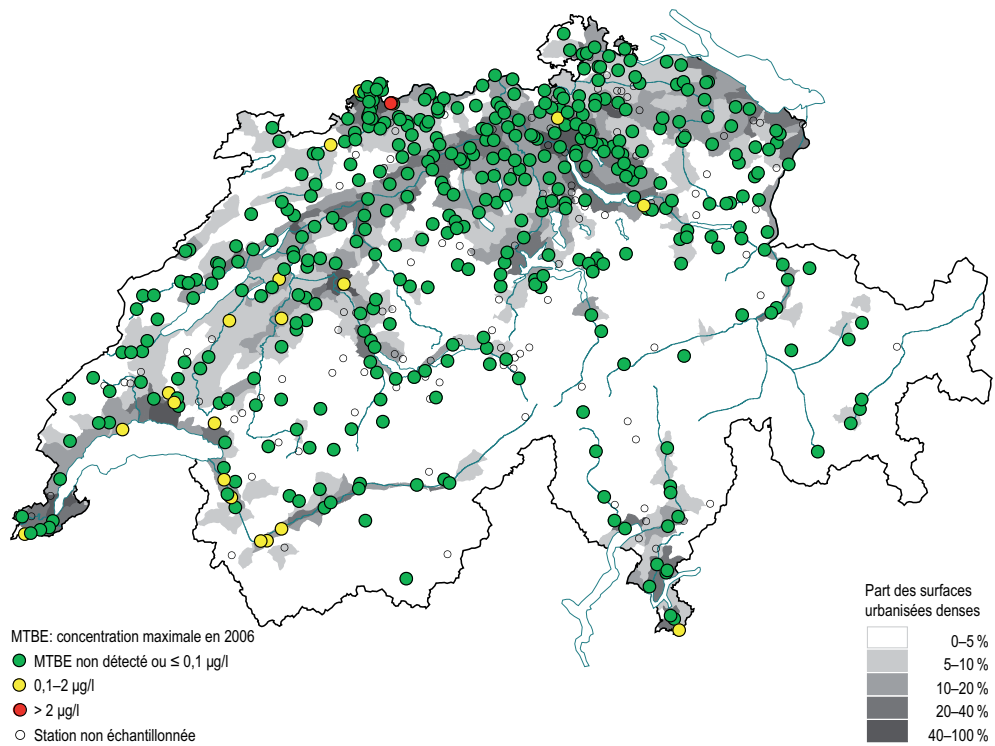 MTBE: concentration maximale en 2006
MTBE non détecté ou ≤ 0,1 µg/l
0,1–2 µg/l
> 2 µg/l
Station non échantillonnée
Part des surfaces
urbanisées denses
0–5 %
5–10 %
10–20 %
20–40 %
40–100 %